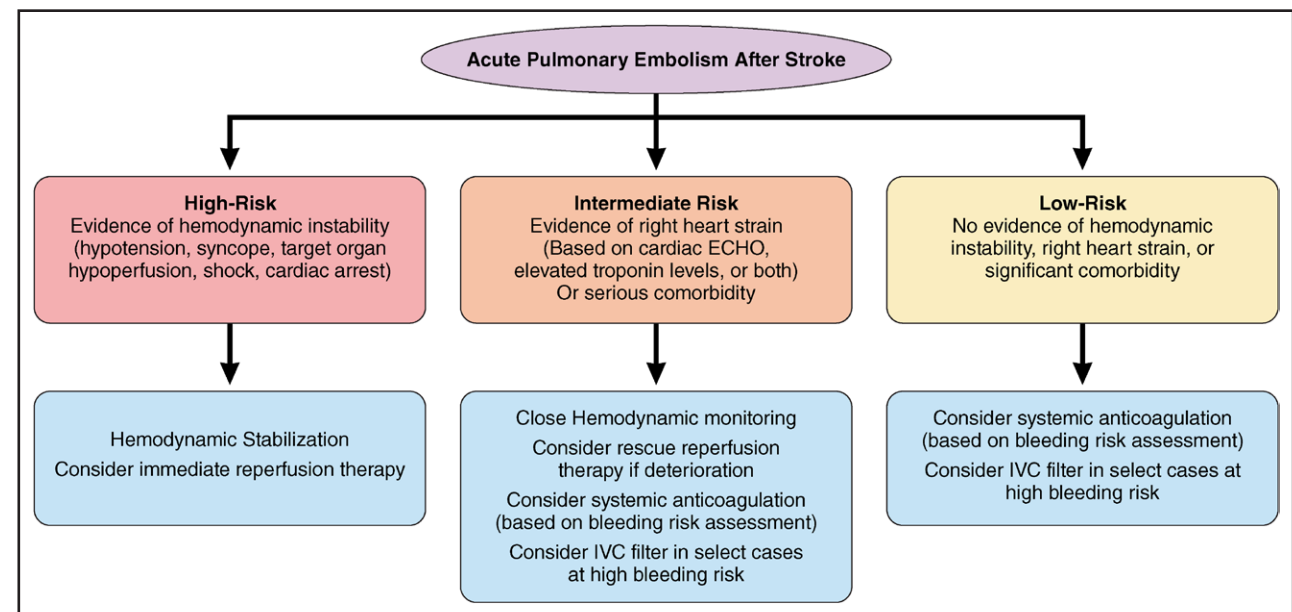 Acute Pulmonary Embolism After Stroke
High-Risk
Evidence of hemodynamic instability
(hypotension, syncope, target organ
hypoperfusion, shock, cardiac arrest)
Intermediate Risk
Evidence of right heart strain
(Based on cardiac ECHO,
elevated troponin levels, or both)
Or serious comorbidity
Low-Risk
No evidence of hemodynamic
instability, right heart strain, or
significant comorbidity
Hemodynamic Stabilization
Consider immediate reperfusion therapy
Close Hemodynamic monitoring
Consider rescue reperfusion
therapy if deterioration
Consider systemic anticoagulation
(based on bleeding risk assessment)
Consider IVC filter in select cases
at high bleeding risk
Consider systemic anticoagulation
(based on bleeding risk assessment)
Consider IVC filter in select cases at
high bleeding risk